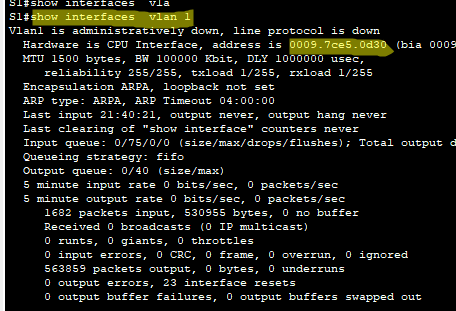 S1#show interfaces  vla
S1#show interfaces  vlan 1
Vlan1 is administratively down, line protocol is down
  Hardware is CPU Interface, address is 0009.7ce5.0d30 (bia 0009
  MTU 1500 bytes, BW 100000 Kbit, DLY 1000000 usec,
     reliability 255/255, txload 1/255, rxload 1/255
  Encapsulation ARPA, loopback not set
  ARP type: ARPA, ARP Timeout 04:00:00
  Last input 21:40:21, output never, output hang never
  Last clearing of "show interface" counters never
  Input queue: 0/75/0/0 (size/max/drops/flushes); Total output d
  Queueing strategy: fifo
  Output queue: 0/40 (size/max)
  5 minute input rate 0 bits/sec, 0 packets/sec
  5 minute output rate 0 bits/sec, 0 packets/sec
     1682 packets input, 530955 bytes, 0 no buffer
     Received 0 broadcasts (0 IP multicast)
     0 runts, 0 giants, 0 throttles
     0 input errors, 0 CRC, 0 frame, 0 overrun, 0 ignored
     563859 packets output, 0 bytes, 0 underruns
     0 output errors, 23 interface resets
     0 output buffer failures, 0 output buffers swapped out